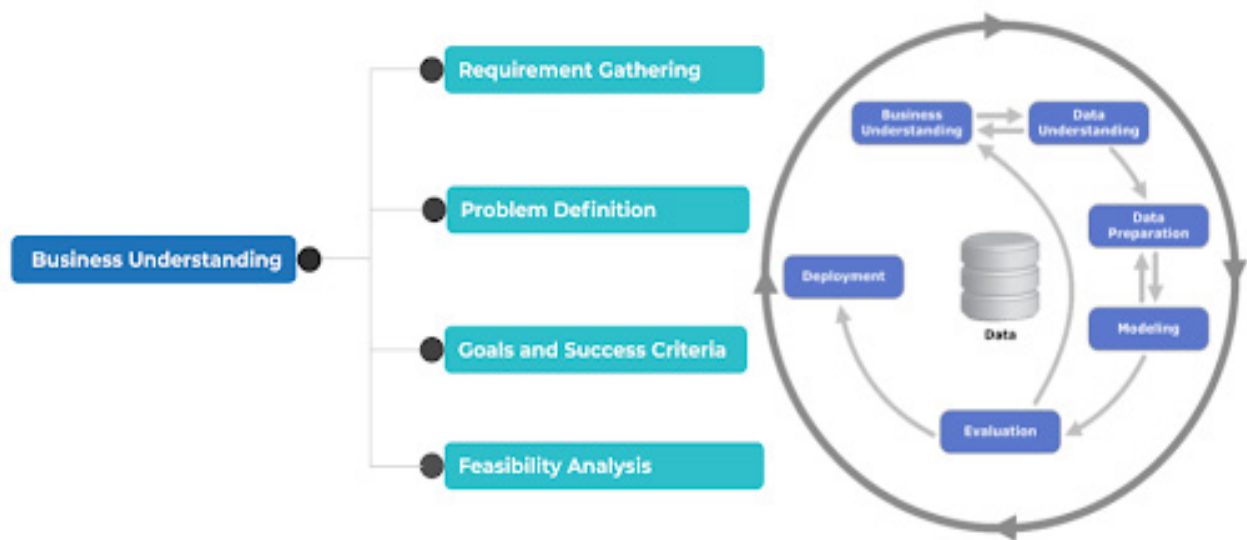 Business Understanding
Requirement Gathering
Problem Definition
Goals and Success Criteria
Feasibility Analysis
Business
Understanding
Data
Understanding
Data
Preparation
Modeling
Evaluation
Deployment
Data